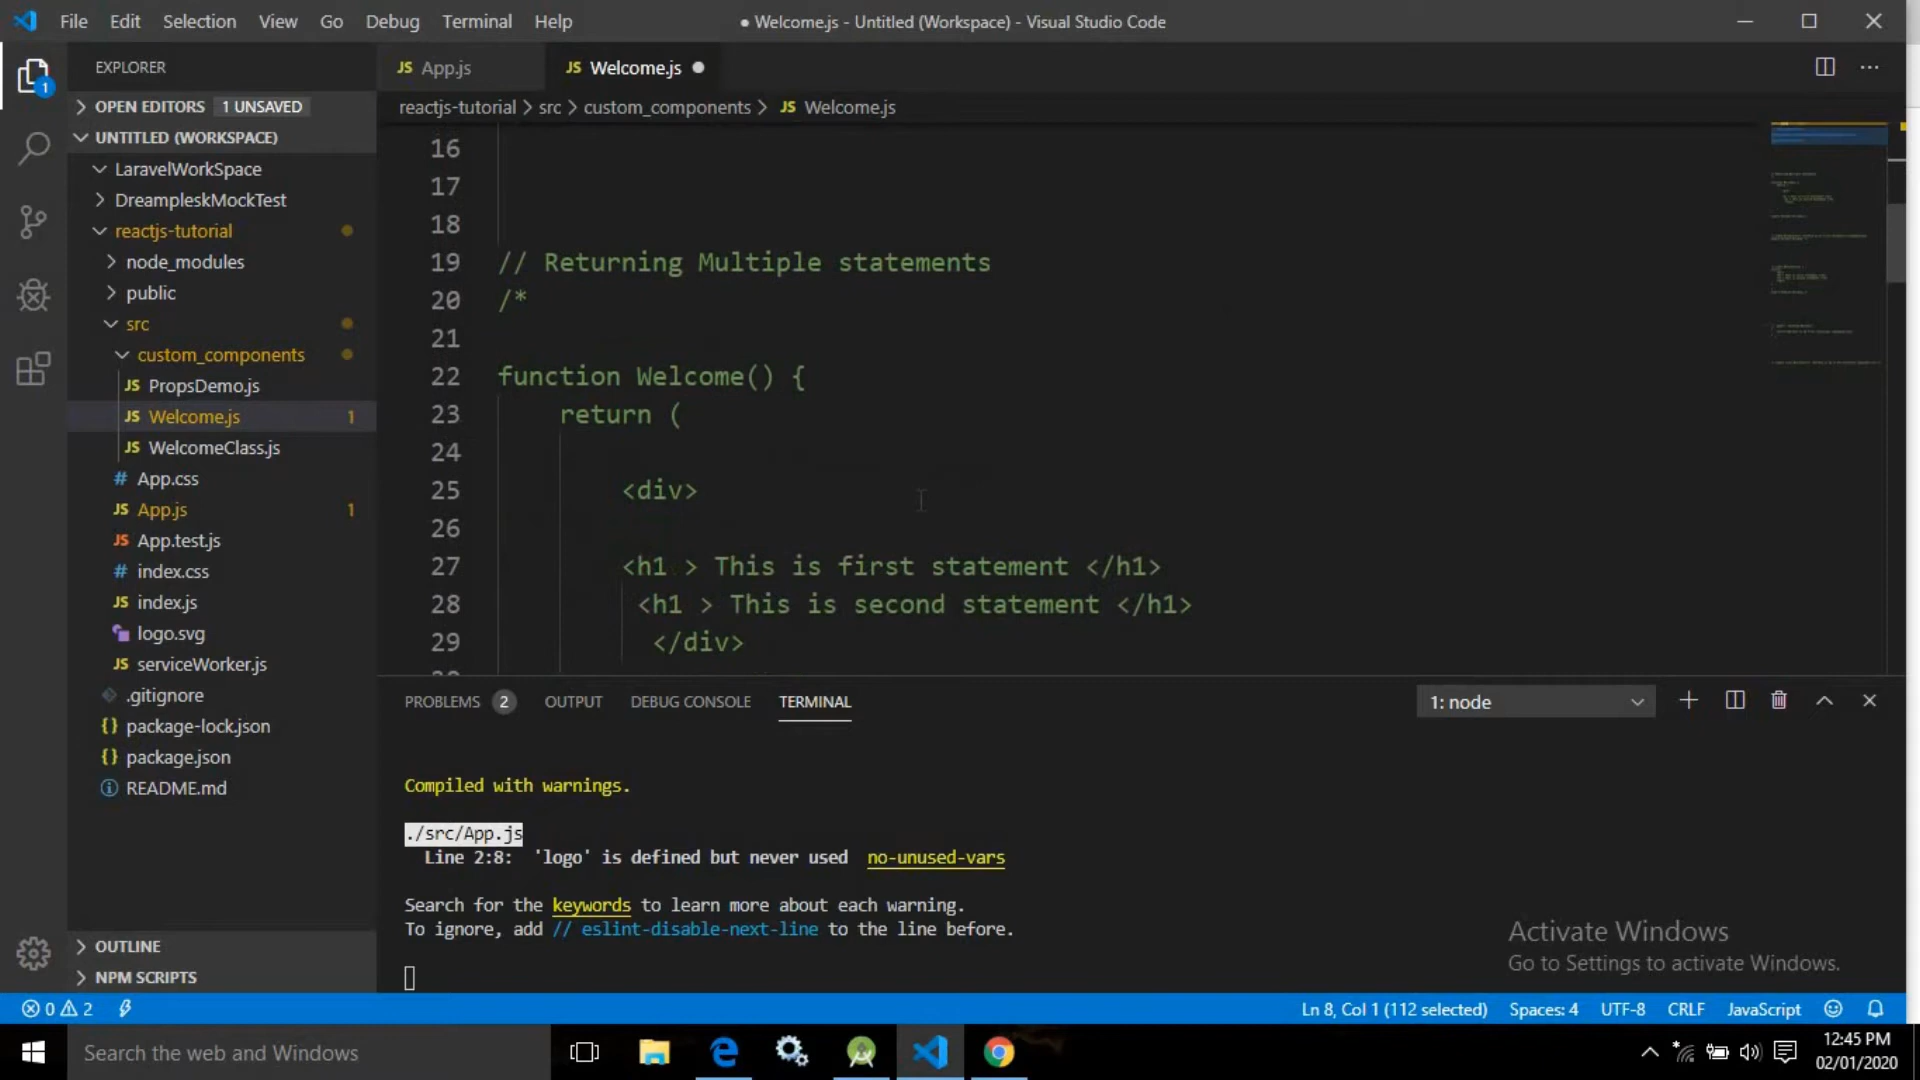 File Edit Selection View Go Debug Terminal Help
● Welcome.js - Untitled (Workspace) - Visual Studio Code
EXPLORER
OPEN EDITORS 1 UNSAVED
UNTITLED (WORKSPACE)
LaravelWorkSpace
DreampleskMockTest
reactjs-tutorial
node_modules
public
src
custom_components
JS PropsDemo.js
JS Welcome.js 1
JS WelcomeClass.js
# App.css
JS App.js 1
JS App.test.js
# index.css
JS index.js
logo.svg
JS serviceWorker.js
.gitignore
{} package-lock.json
{} package.json
README.md
OUTLINE
NPM SCRIPTS
1
JS App.js
JS Welcome.js ●
reactjs-tutorial > src > custom_components > JS Welcome.js
16
17
18
19 // Returning Multiple statements
20 /*
21
22 function Welcome() {
23 return (
24
25 <div>
26
27 <h1 > This is first statement </h1>
28 <h1 > This is second statement </h1>
29 </div>
PROBLEMS 2 OUTPUT DEBUG CONSOLE TERMINAL
1: node
Compiled with warnings.
./src/App.js
Line 2:8: 'logo' is defined but never used no-unused-vars
Search for the keywords to learn more about each warning.
To ignore, add // eslint-disable-next-line to the line before.
Activate Windows
Go to Settings to activate Windows.
0 2
Ln 8, Col 1 (112 selected) Spaces: 4 UTF-8 CRLF JavaScript
Search the web and Windows
12:45 PM
02/01/2020